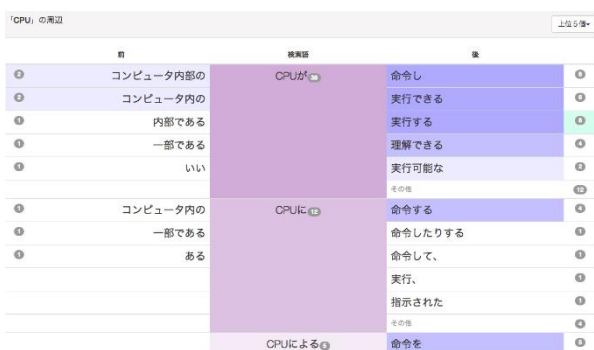 「CPU」の周辺
上位5個
前 検索語 後
コンピュータ内部の CPUが 命令し
コンピュータ内の 実行できる
内部である 実行する
一部である 理解できる
いい 実行可能な
その他 12
コンピュータ内の CPUに 12 命令する
一部である 命令したりする
ある 命令して、
実行、
指示された
その他
CPUによる 命令を